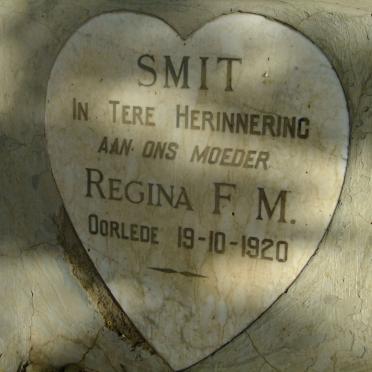 SMIT
IN TERE HERINNERING
AAN ONS MOEDER
REGINA F M.
OORLEDE 19-10-1920